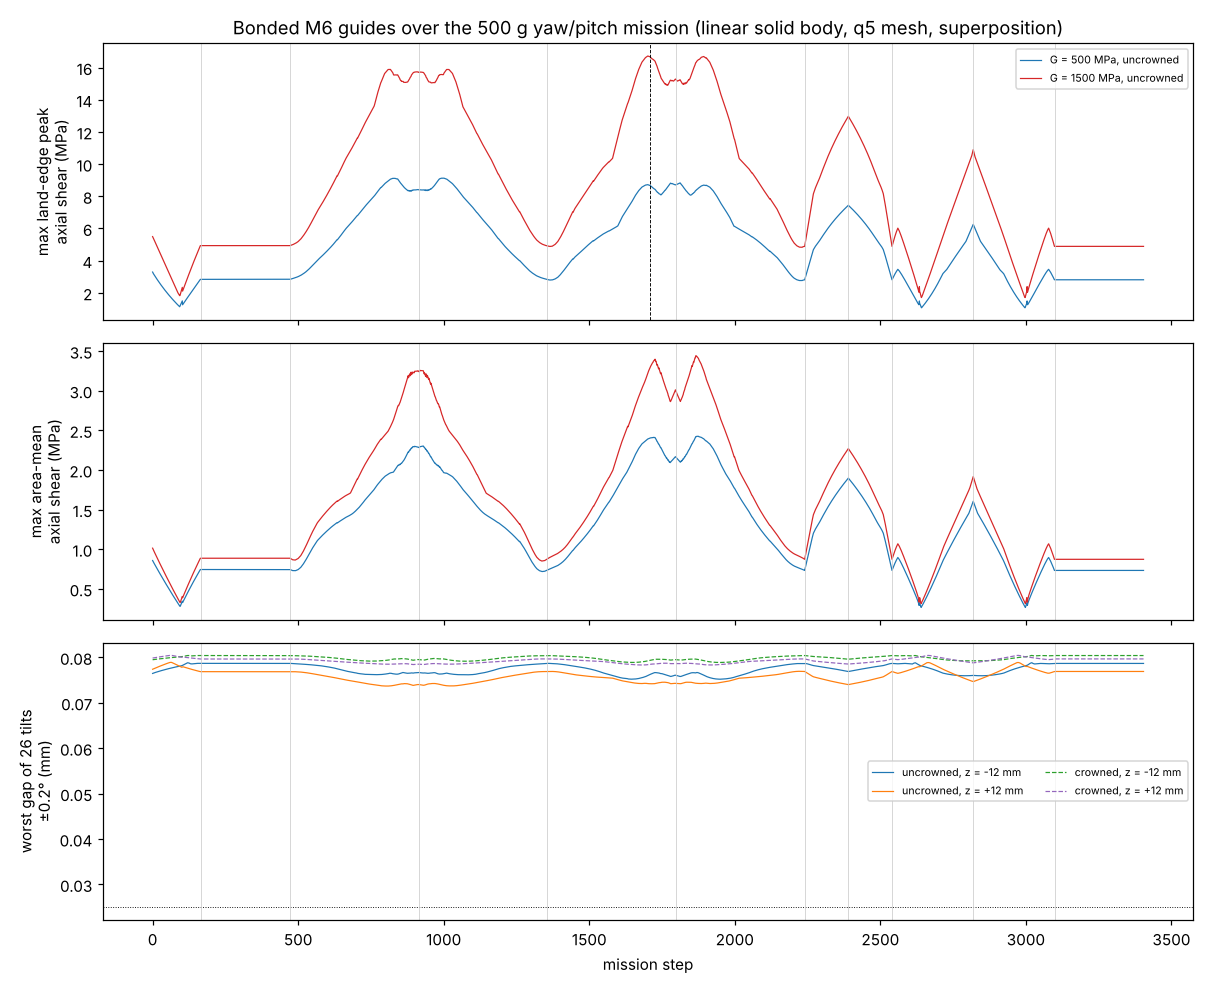 Bonded M6 guides over the 500 g yaw/pitch mission (linear solid body, q5 mesh, superposition)
max land-edge peak
axial shear (MPa)
16
14
12
10
8
6
4
2
G = 500 MPa, uncrowned
G = 1500 MPa, uncrowned
max area-mean
axial shear (MPa)
3.5
3.0
2.5
2.0
1.5
1.0
0.5
worst gap of 26 tilts
±0.2° (mm)
0.08
0.07
0.06
0.05
0.04
0.03
uncrowned, z = -12 mm
uncrowned, z = +12 mm
crowned, z = -12 mm
crowned, z = +12 mm
0 500 1000 1500 2000 2500 3000 3500
mission step